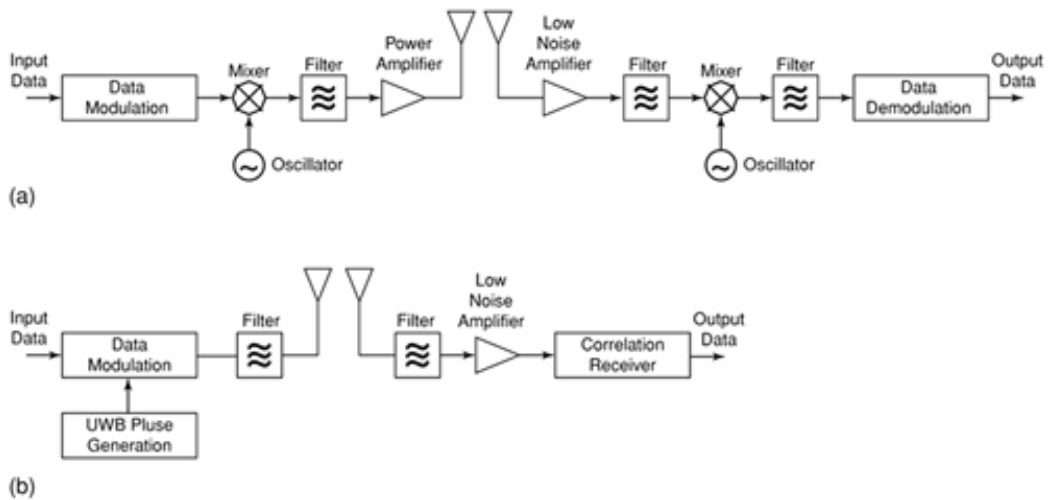 Input
Data
Data
Modulation
Mixer
Oscillator
Filter
Power
Amplifier
Low
Noise
Amplifier
Filter
Mixer
Oscillator
Filter
Data
Demodulation
Output
Data
(a)
Input
Data
Data
Modulation
UWB Pluse
Generation
Filter
Filter
Low
Noise
Amplifier
Correlation
Receiver
Output
Data
(b)